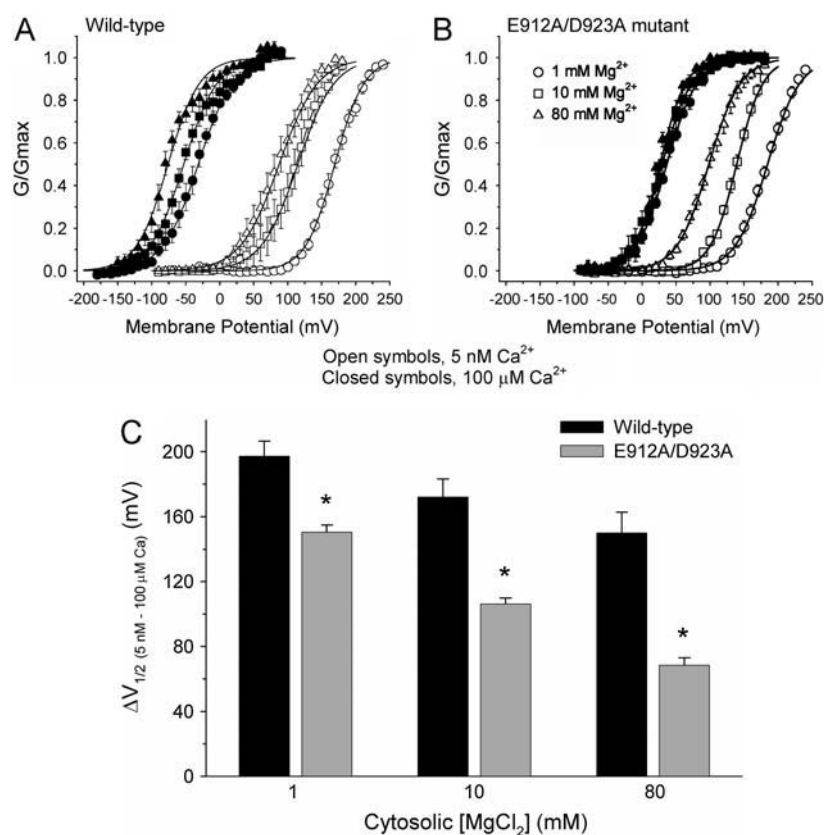 A
Wild-type
B
E912A/D923A mutant
G/Gmax
1.0
0.8
0.6
0.4
0.2
0.0
-200 -150 -100 -50 0 50 100 150 200 250
Membrane Potential (mV)
1.0
0.8
0.6
0.4
0.2
0.0
1 mM Mg²⁺
10 mM Mg²⁺
80 mM Mg²⁺
-200 -150 -100 -50 0 50 100 150 200 250
Membrane Potential (mV)
Open symbols, 5 nM Ca²⁺
Closed symbols, 100 μM Ca²⁺
C
ΔV1/2 (5 nM - 100 μM Ca) (mV)
200
160
120
80
40
0
Wild-type
E912A/D923A
*
*
*
1 10 80
Cytosolic [MgCl₂] (mM)